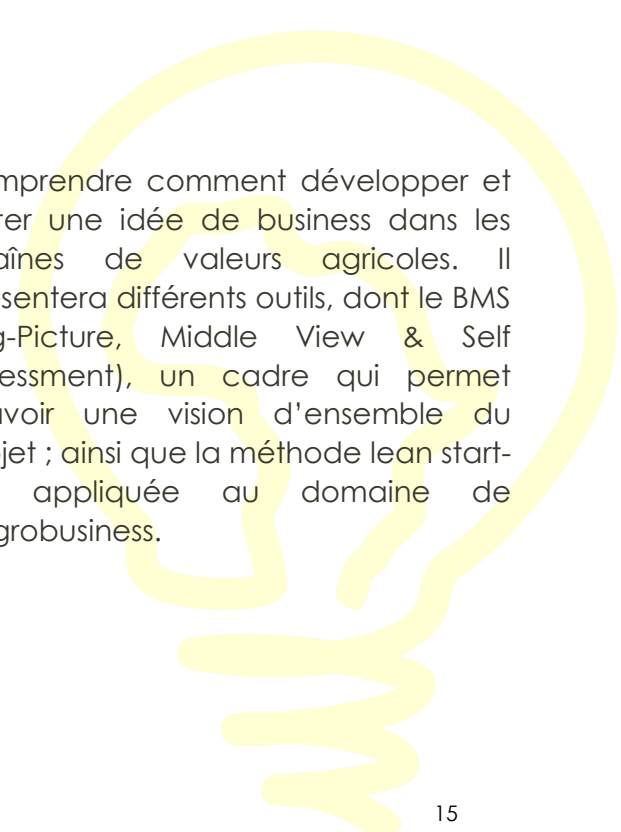 mprendre comment développer et
ter une idée de business dans les
aînes de valeurs agricoles. Il
sentera différents outils, dont le BMS
g-Picture, Middle View & Self
essment), un cadre qui permet
voir une vision d’ensemble du
jet ; ainsi que la méthode lean start-
appliquée au domaine de
grobusiness.
15